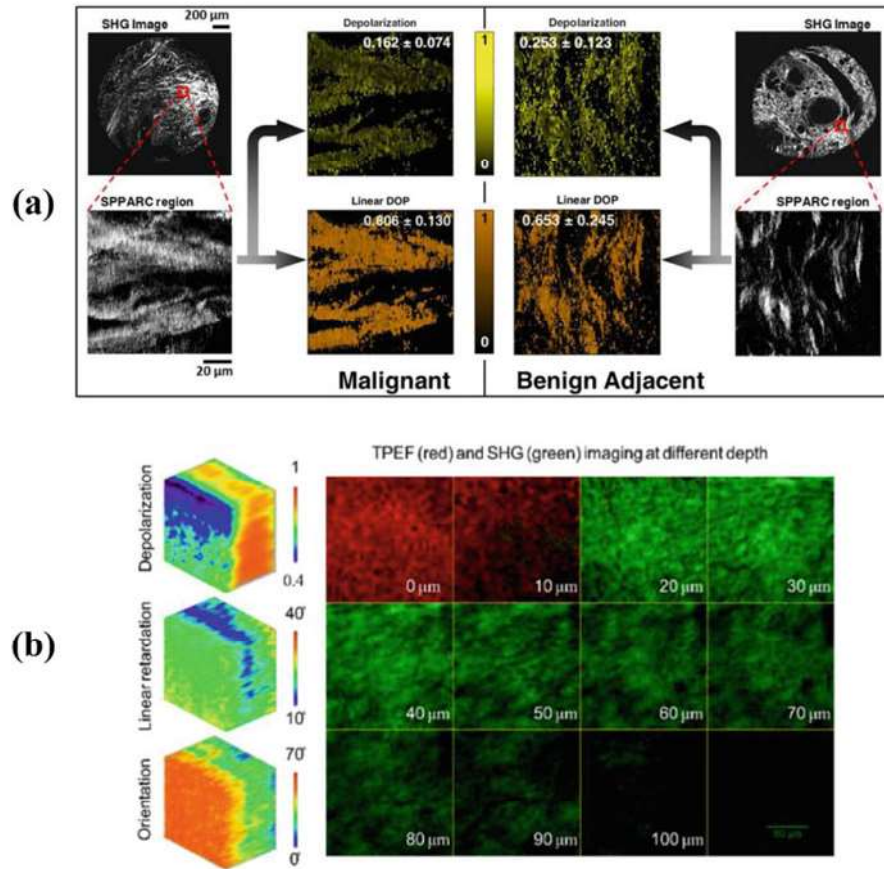 (a)
SHG Image
200 µm
SPPARC region
20 µm
Depolarization
0.162 ± 0.074
Linear DOP
0.806 ± 0.130
1
0
1
0
Depolarization
0.253 ± 0.123
Linear DOP
0.653 ± 0.245
SHG Image
SPPARC region
Malignant
Benign Adjacent
(b)
TPEF (red) and SHG (green) imaging at different depth
Depolarization
1
0.4
Linear retardation
40°
10°
Orientation
70°
0°
0 µm
10 µm
20 µm
30 µm
40 µm
50 µm
60 µm
70 µm
80 µm
90 µm
100 µm